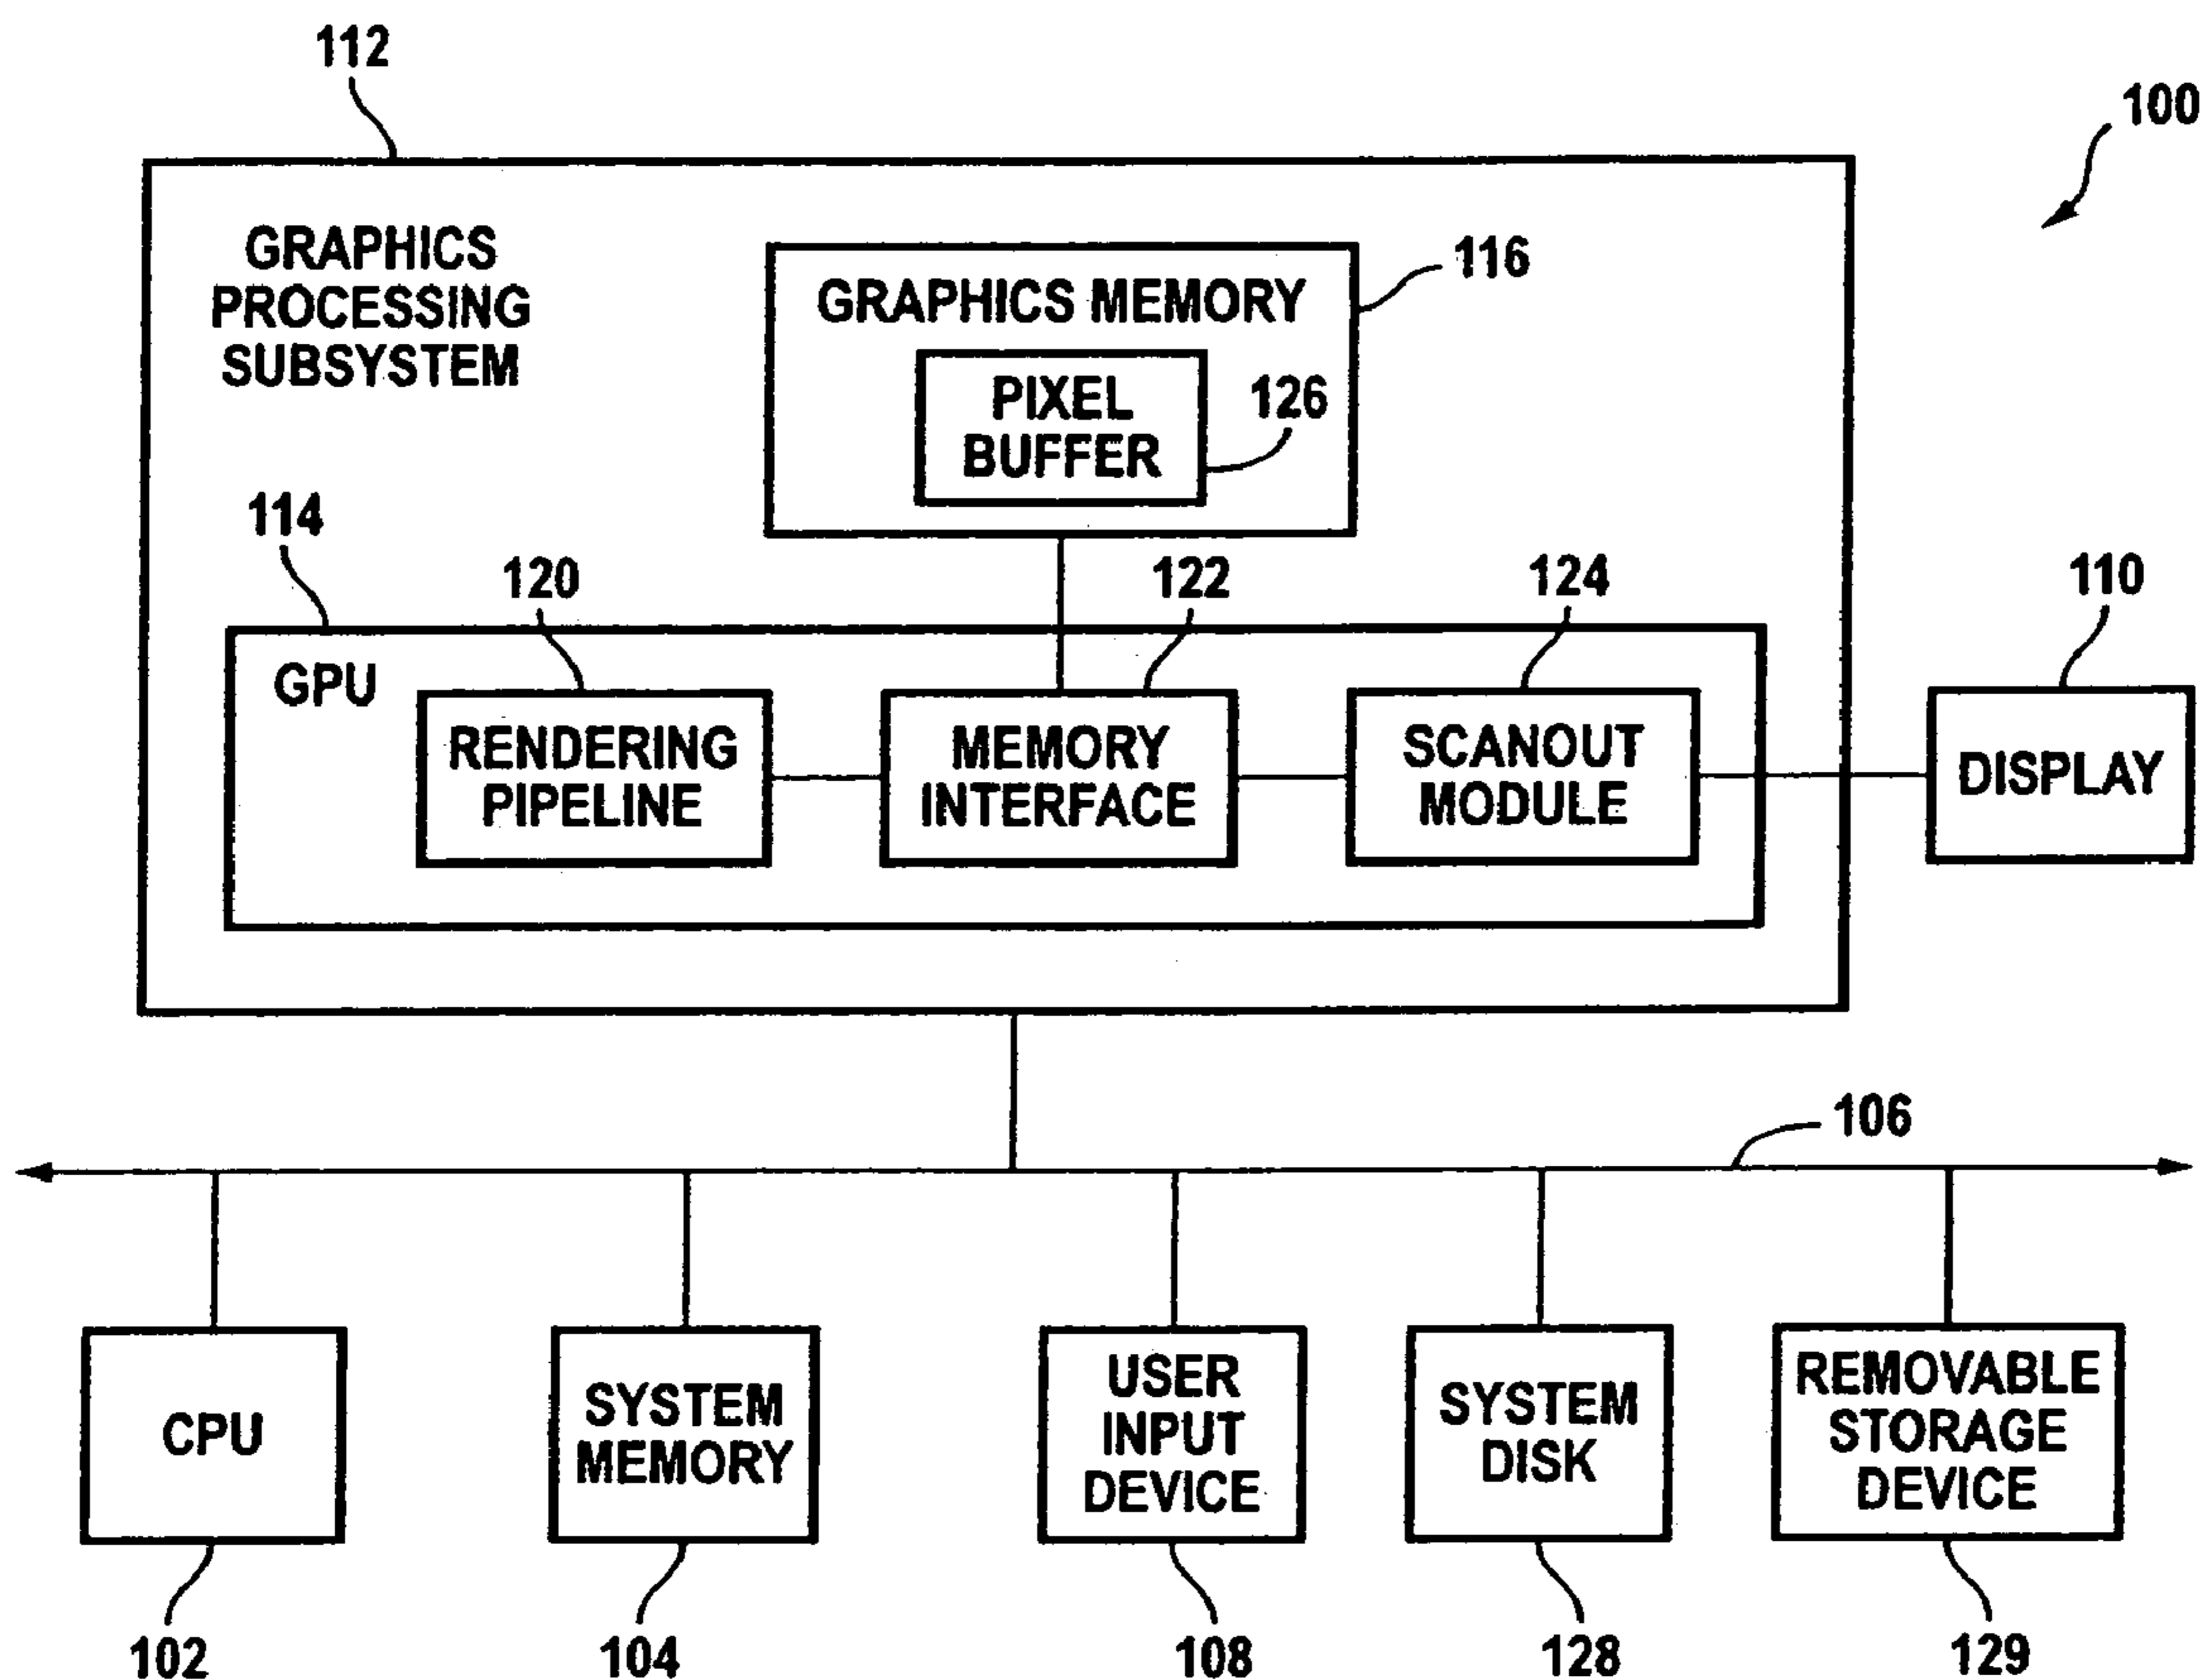 112
100
GRAPHICS
PROCESSING
SUBSYSTEM
GRAPHICS MEMORY
116
PIXEL
BUFFER
126
114
120
122
124
110
GPU
RENDERING
PIPELINE
MEMORY
INTERFACE
SCANOUT
MODULE
DISPLAY
106
CPU
SYSTEM
MEMORY
USER
INPUT
DEVICE
SYSTEM
DISK
REMOVABLE
STORAGE
DEVICE
102
104
108
128
129